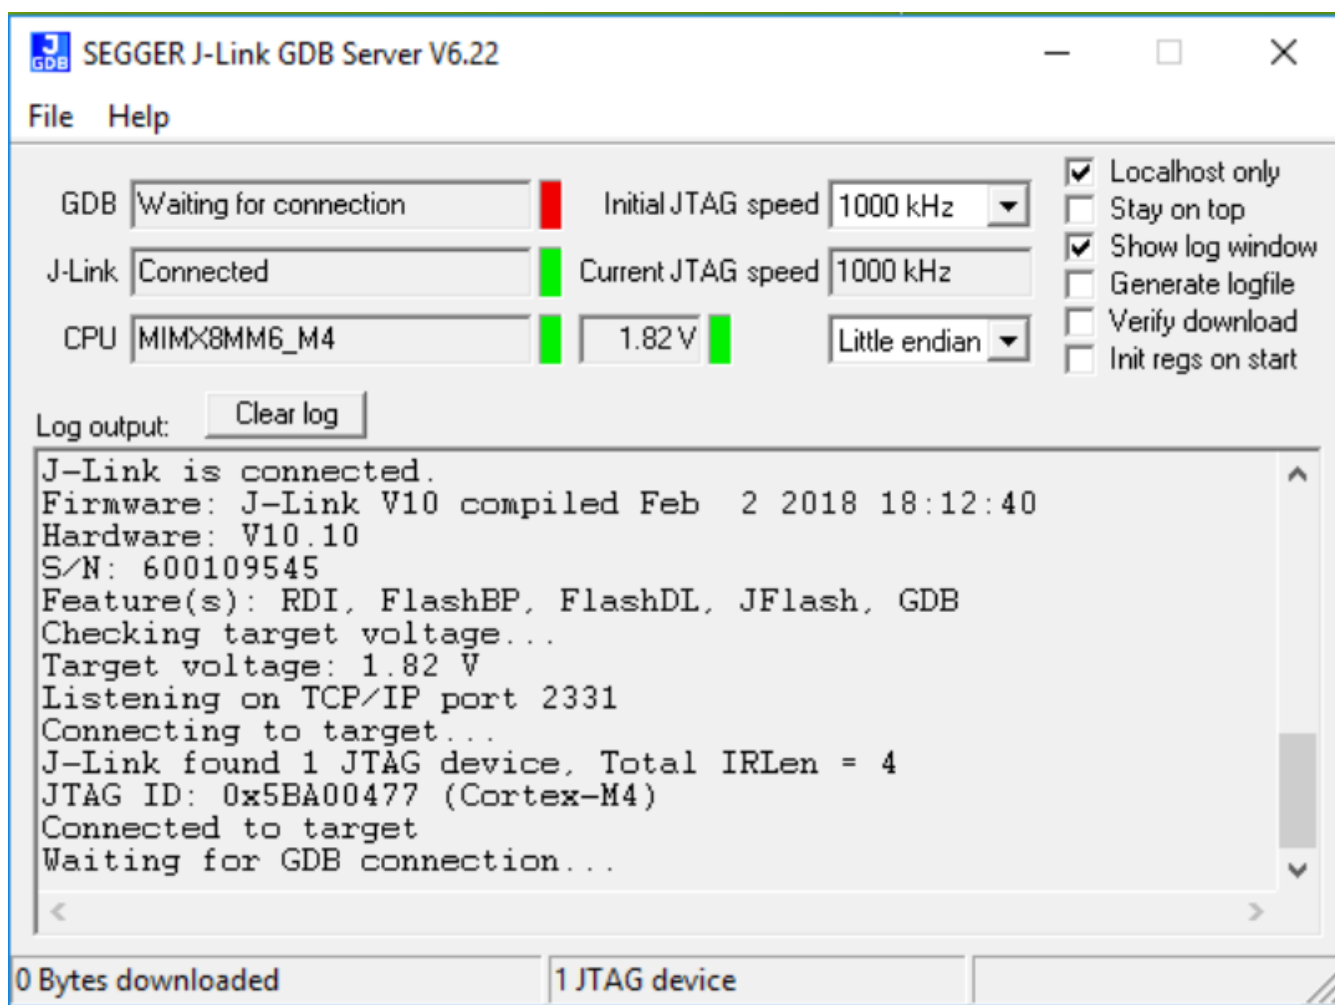 J GDB SEGGER J-Link GDB Server V6.22
File Help
GDB Waiting for connection Initial JTAG speed 1000 kHz
J-Link Connected Current JTAG speed 1000 kHz
CPU MIMX8MM6_M4 1.82 V Little endian
Localhost only
Stay on top
Show log window
Generate logfile
Verify download
Init regs on start
Log output: Clear log
J-Link is connected.
Firmware: J-Link V10 compiled Feb  2 2018 18:12:40
Hardware: V10.10
S/N: 600109545
Feature(s): RDI, FlashBP, FlashDL, JFlash, GDB
Checking target voltage...
Target voltage: 1.82 V
Listening on TCP/IP port 2331
Connecting to target...
J-Link found 1 JTAG device, Total IRLen = 4
JTAG ID: 0x5BA00477 (Cortex-M4)
Connected to target
Waiting for GDB connection...
0 Bytes downloaded 1 JTAG device